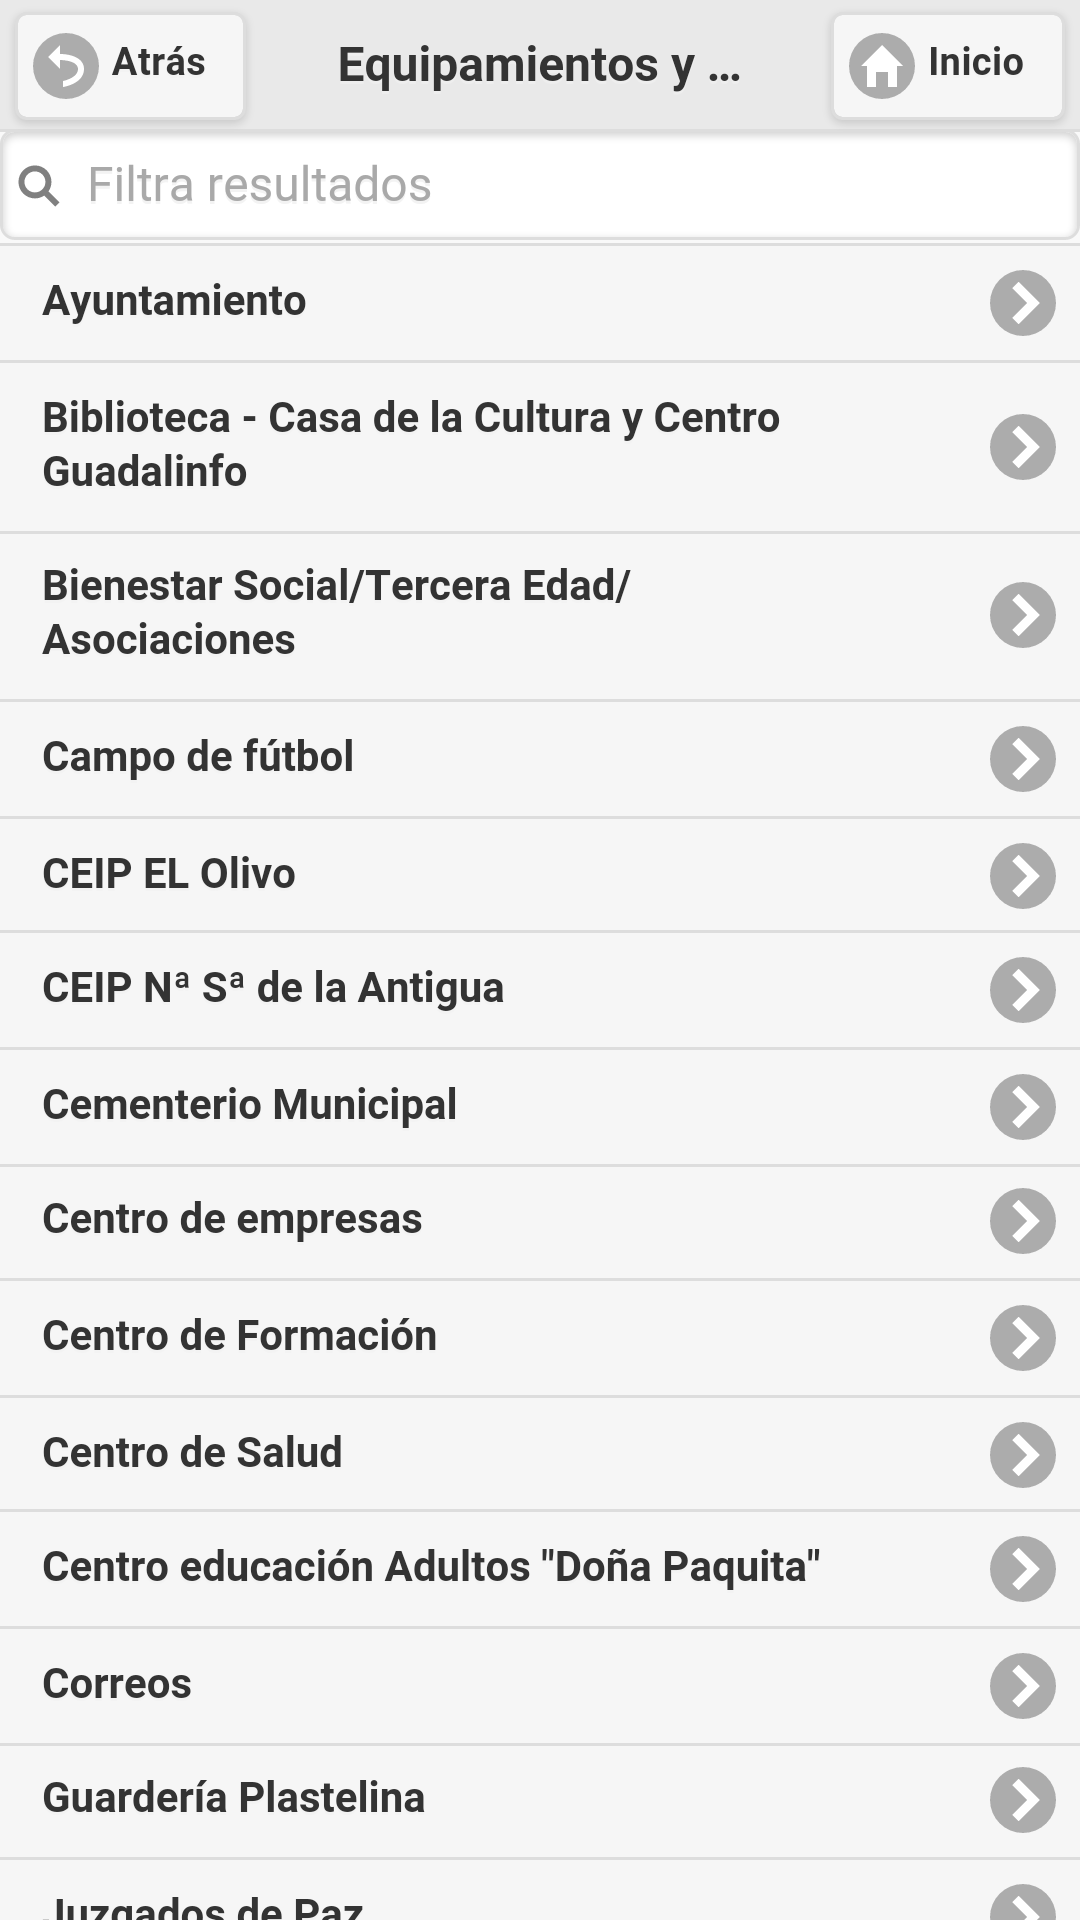 Atrás
Equipamientos y ...
Inicio
Filtra resultados
Ayuntamiento
Biblioteca - Casa de la Cultura y Centro
Guadalinfo
Bienestar Social/Tercera Edad/
Asociaciones
Campo de fútbol
CEIP EL Olivo
CEIP Nª Sª de la Antigua
Cementerio Municipal
Centro de empresas
Centro de Formación
Centro de Salud
Centro educación Adultos "Doña Paquita"
Correos
Guardería Plastelina
Juzgados de Paz